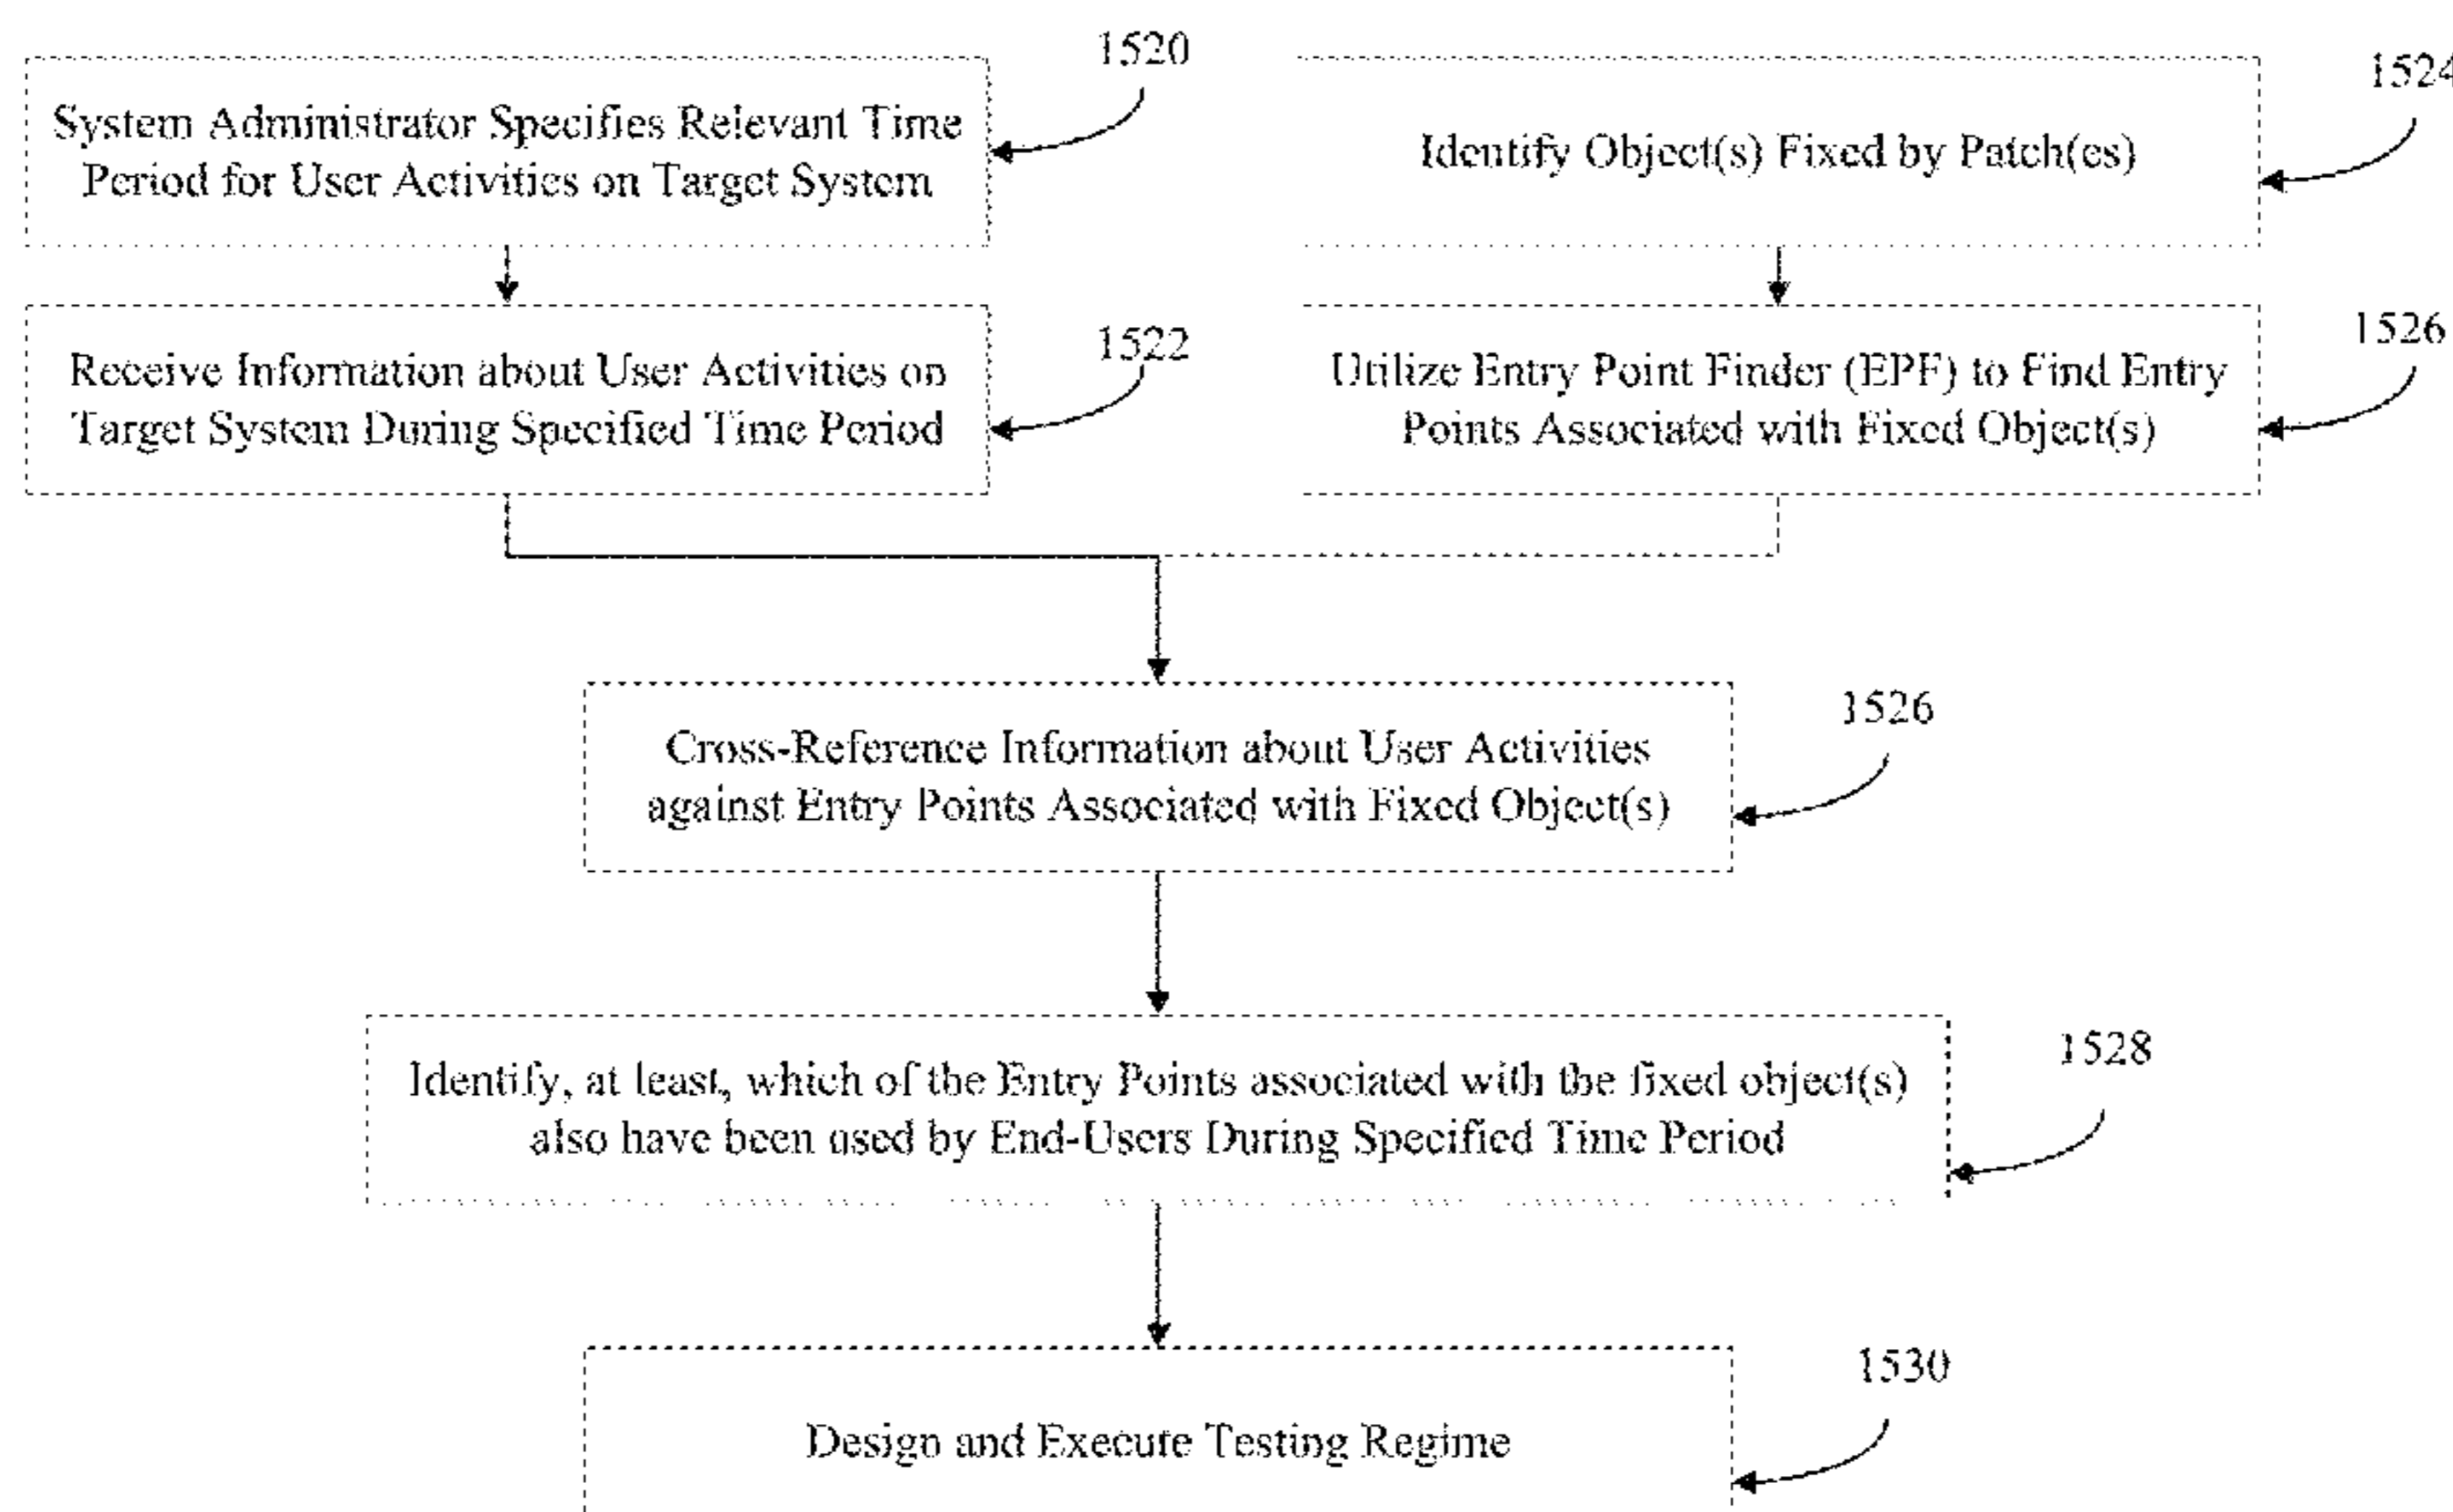 1520
System Administrator Specifies Relevant Time
Period for User Activities on Target System
1524
Identify Object(s) Fixed by Patch(es)
1522
Receive Information about User Activities on
Target System During Specified Time Period
1526
Utilize Entry Point Finder (EPF) to Find Entry
Points Associated with Fixed Object(s)
1526
Cross-Reference Information about User Activities
against Entry Points Associated with Fixed Object(s)
1528
Identify, at least, which of the Entry Points associated with the fixed object(s)
also have been used by End-Users During Specified Time Period
1530
Design and Execute Testing Regime